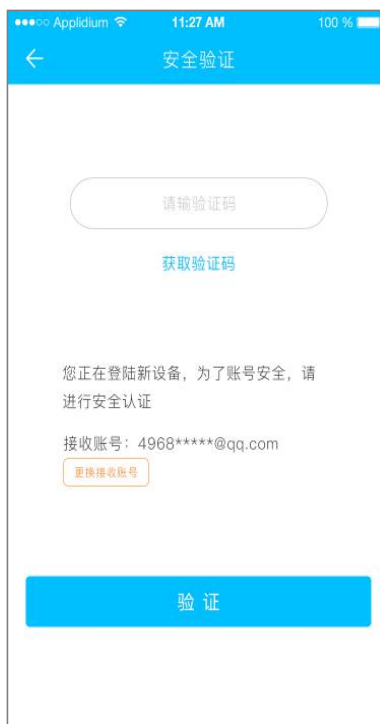 Applidium 11:27 AM 100 %
安全验证
请输验证码
获取验证码
您正在登陆新设备，为了账号安全，请
进行安全认证
接收账号：4968*****@qq.com
更换接收账号
验 证